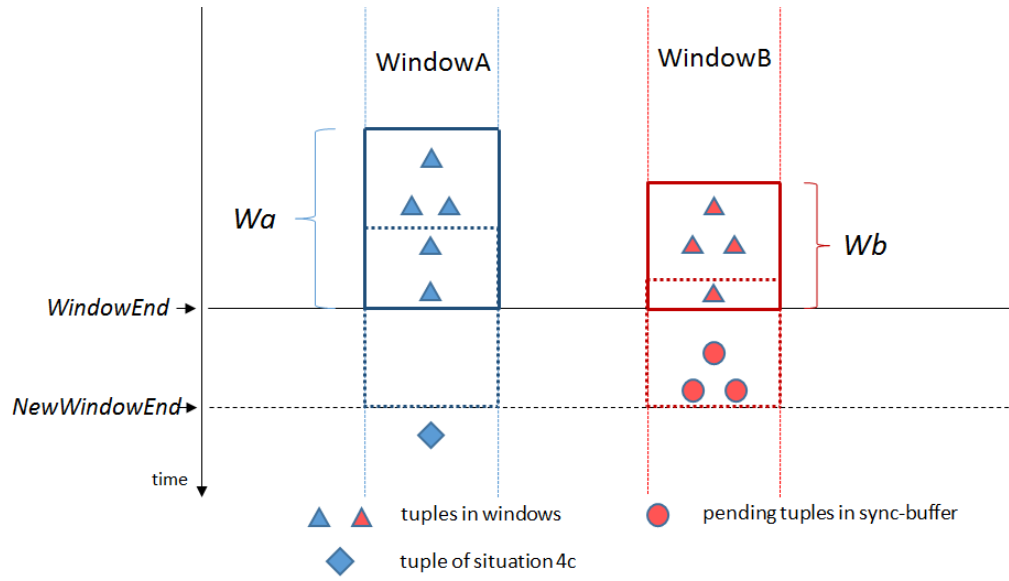 WindowA
WindowB
Wa
Wb
WindowEnd
NewWindowEnd
time
tuples in windows
pending tuples in sync-buffer
tuple of situation 4c